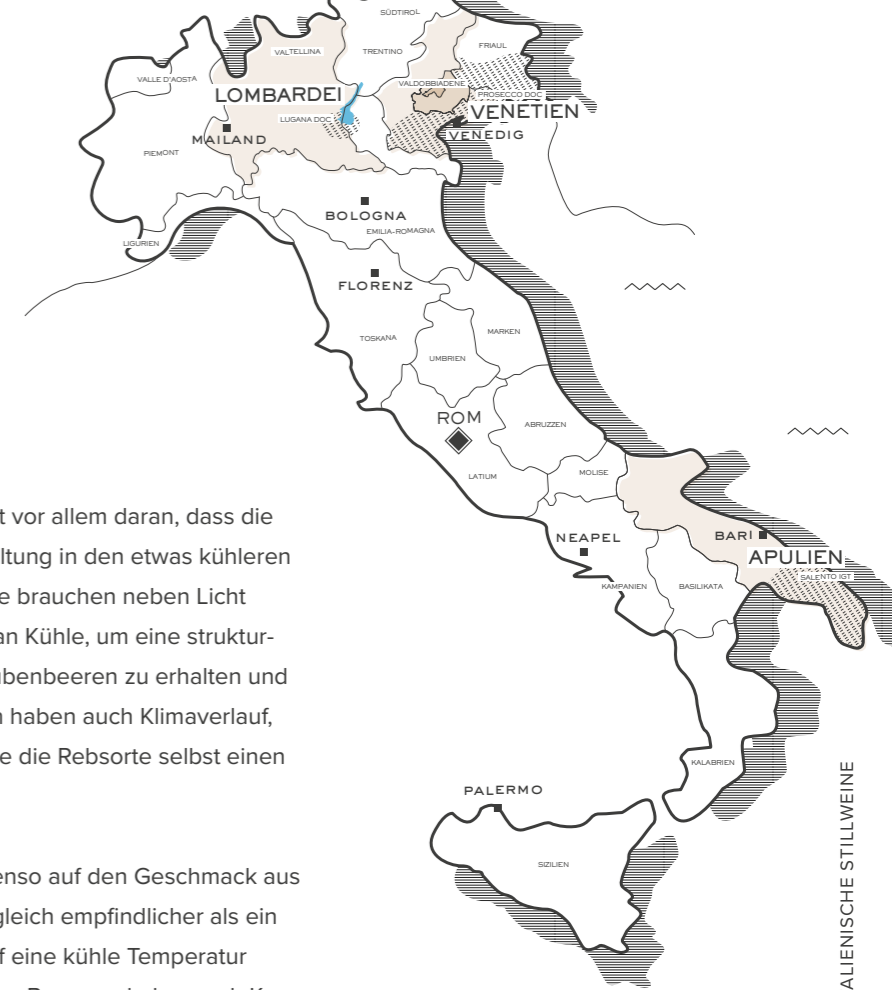 SÜDTIROL
VALTELLINA
TRENTINO
FRIAUL
VALLE D'AOSTA
VALDOBBIADENE
LOMBARDEI
PROSECCO DOC
VENETIEN
LUGANA DOC
MAILAND
VENEDIG
PIEMONT
BOLOGNA
EMILIA-ROMAGNA
LIGURIEN
FLORENZ
TOSKANA
MARKEN
UMBRIEN
ROM
ABRUZZEN
LATIUM
MOLISE
NEAPEL
BARI
APULIEN
SALENTO IGT
KAMPANIEN
BASILIKATA
KALABRIEN
PALERMO
SIZILIEN
t vor allem daran, dass die
ltung in den etwas kühleren
e brauchen neben Licht
an Kühle, um eine struktur-
ubenbeeren zu erhalten und
n haben auch Klimaverlauf,
e die Rebsorte selbst einen
enso auf den Geschmack aus
gleich empfindlicher als ein
f eine kühle Temperatur
ALIENISCHE STILLWEINE